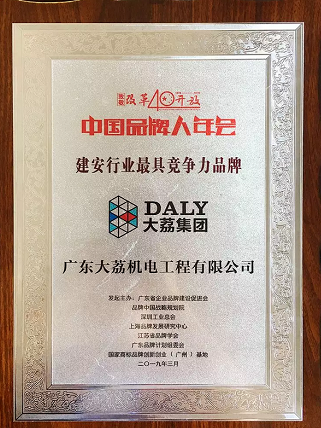 致敬 改革40开放
中国品牌人年会
建安行业最具竞争力品牌
DALY
大荔集团
广东大荔机电工程有限公司
发起主办：广东省企业品牌建设促进会
品牌中国战略规划院
深圳工业总会
上海品牌发展研究中心
江苏省品牌学会
广东品牌计划组委会
国家商标品牌创新创业（广州）基地
二〇一九年三月